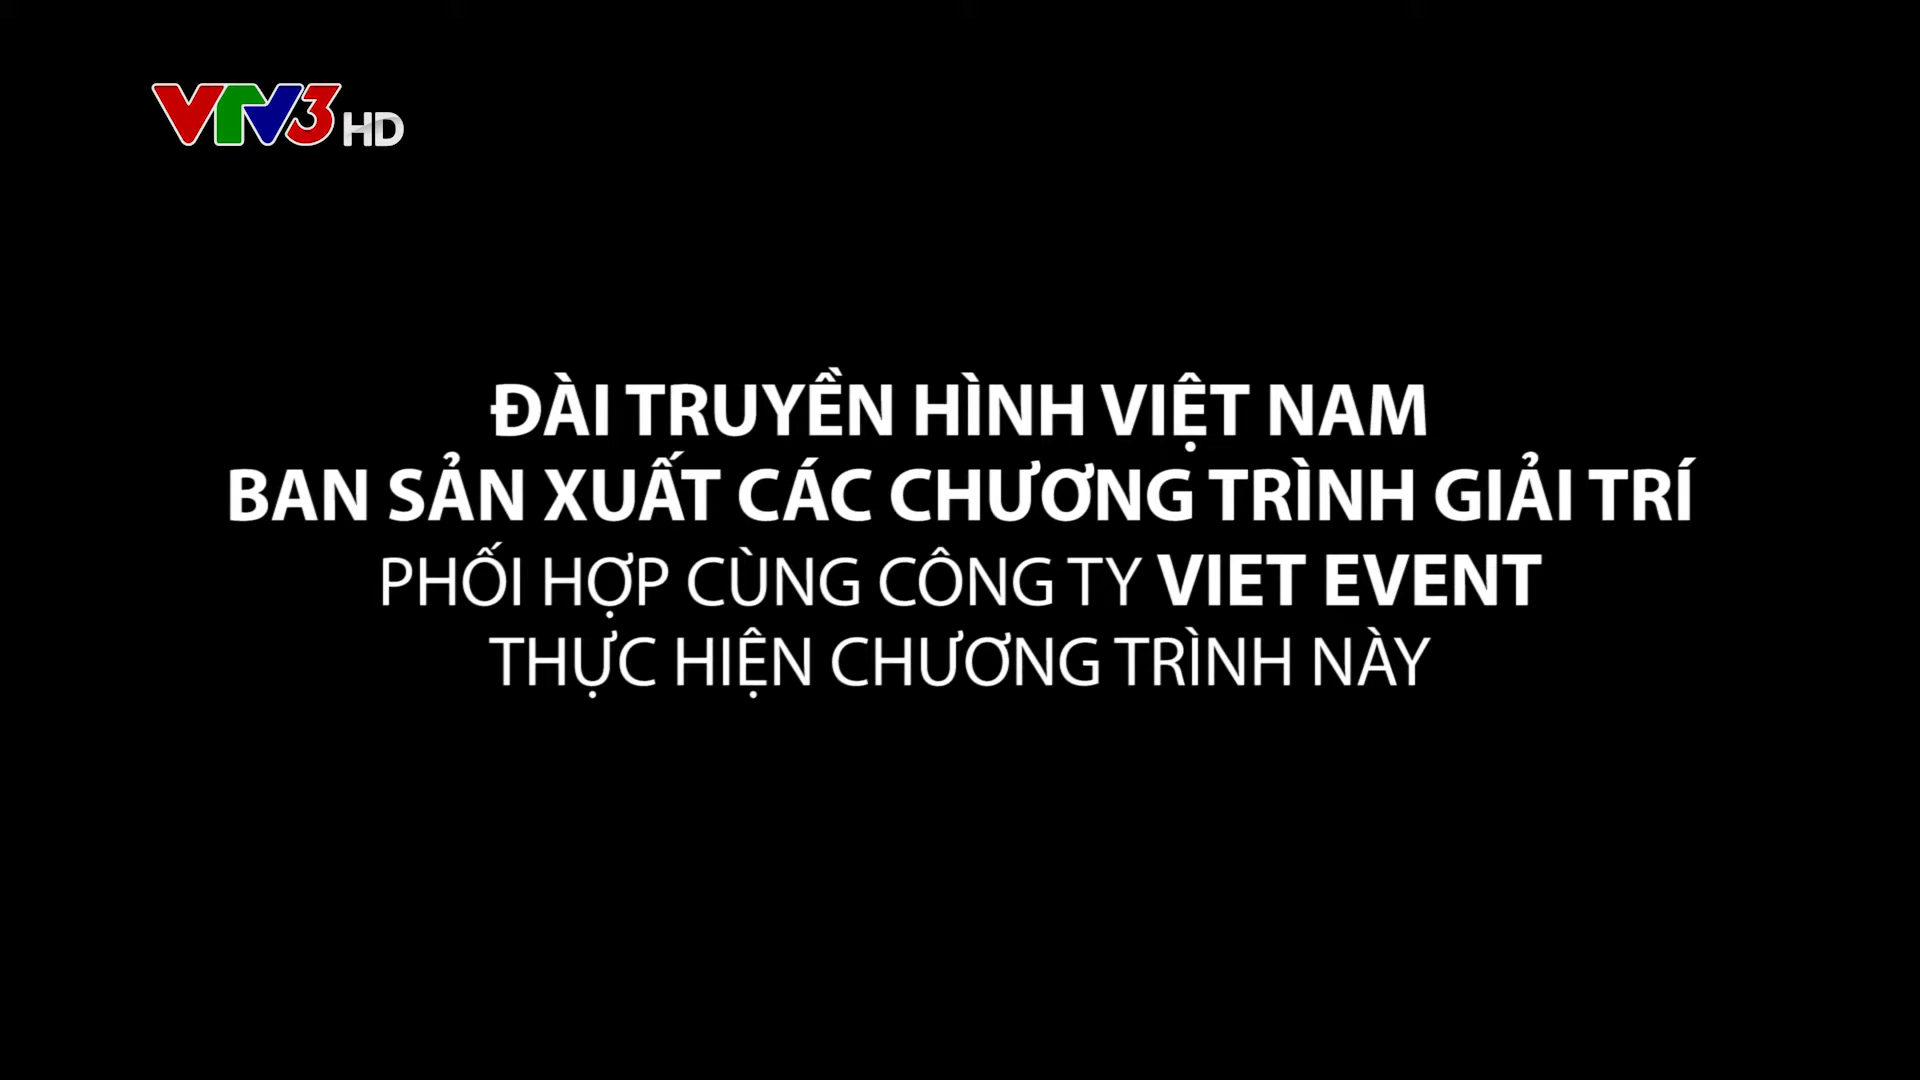 VTV3 HD
ĐÀI TRUYỀN HÌNH VIỆT NAM
BAN SẢN XUẤT CÁC CHƯƠNG TRÌNH GIẢI TRÍ
PHỐI HỢP CÙNG CÔNG TY VIET EVENT
THỰC HIỆN CHƯƠNG TRÌNH NÀY